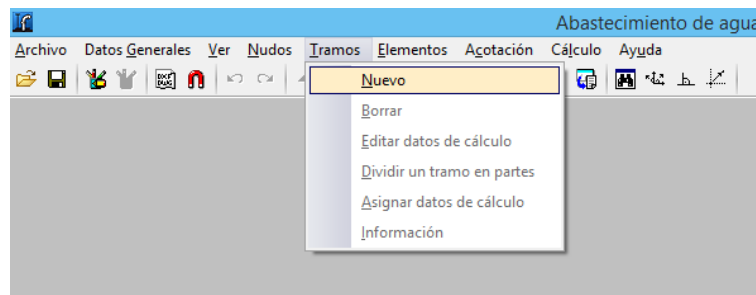 Abastecimiento de agua
Archivo Datos Generales Ver Nudos Tramos Elementos Acotación Cálculo Ayuda
Nuevo
Borrar
Editar datos de cálculo
Dividir un tramo en partes
Asignar datos de cálculo
Información